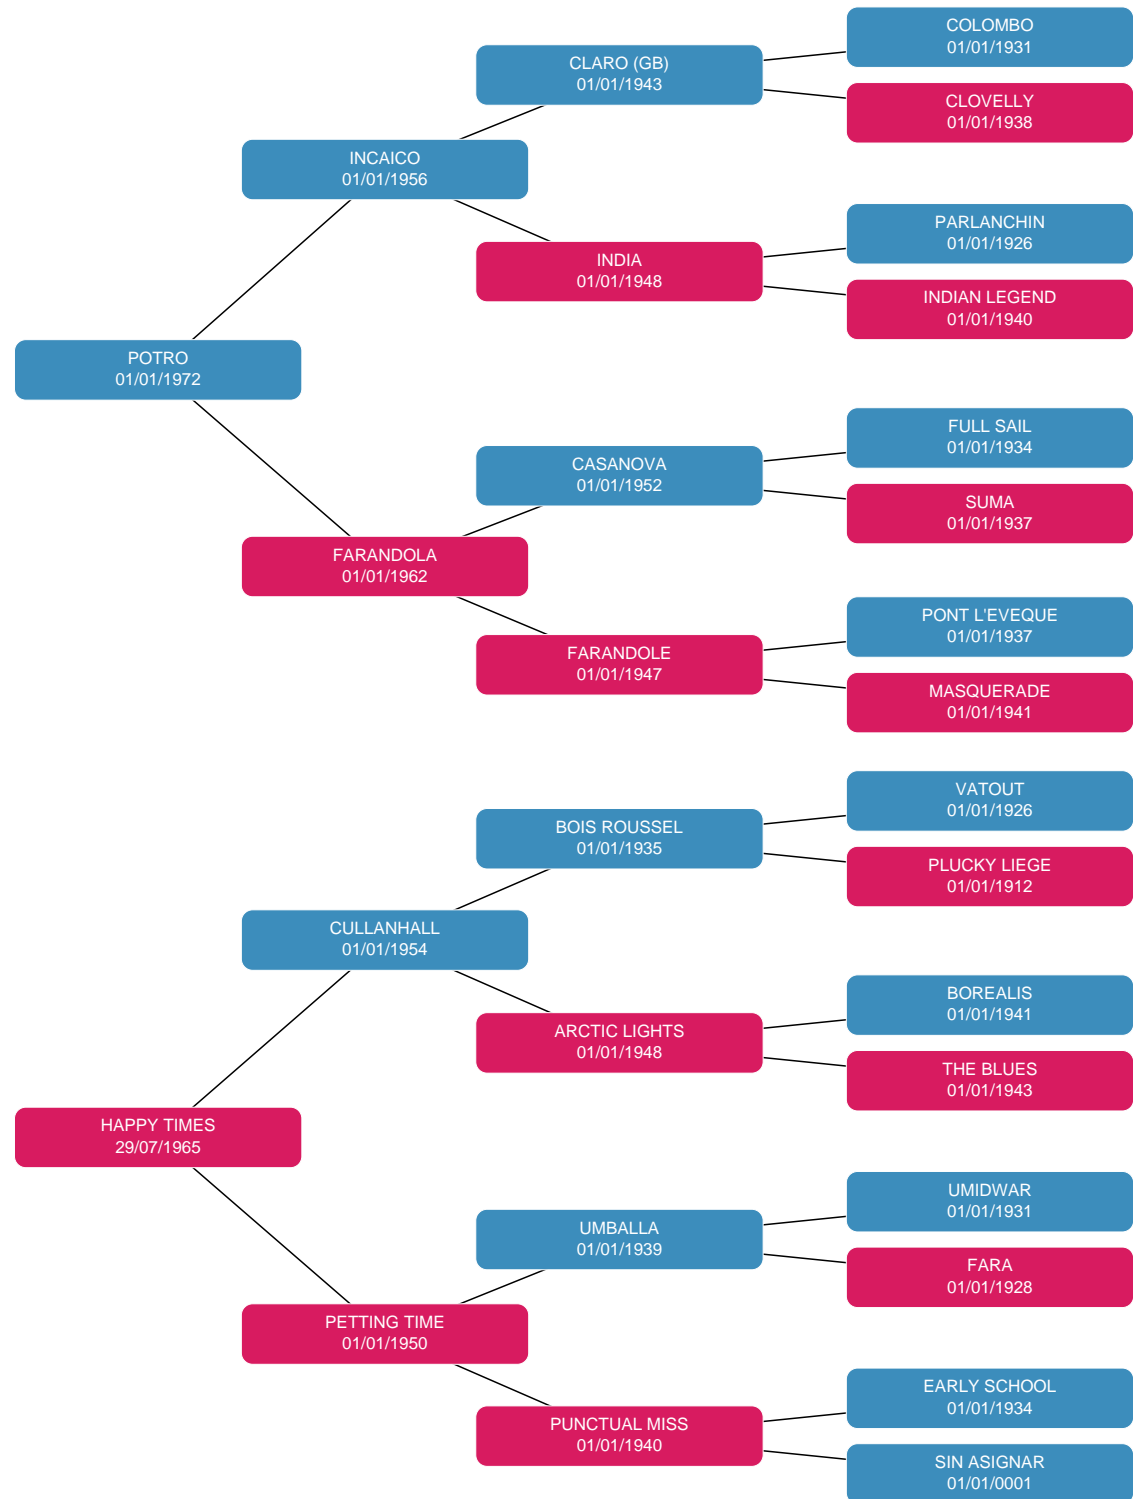 COLOMBO
01/01/1931
CLARO (GB)
01/01/1943
CLOVELLY
01/01/1938
INCAICO
01/01/1956
PARLANCHIN
01/01/1926
INDIA
01/01/1948
INDIAN LEGEND
01/01/1940
POTRO
01/01/1972
FULL SAIL
01/01/1934
CASANOVA
01/01/1952
SUMA
01/01/1937
FARANDOLA
01/01/1962
PONT L'EVEQUE
01/01/1937
FARANDOLE
01/01/1947
MASQUERADE
01/01/1941
VATOUT
01/01/1926
BOIS ROUSSEL
01/01/1935
PLUCKY LIEGE
01/01/1912
CULLANHALL
01/01/1954
BOREALIS
01/01/1941
ARCTIC LIGHTS
01/01/1948
THE BLUES
01/01/1943
HAPPY TIMES
29/07/1965
UMIDWAR
01/01/1931
UMBALLA
01/01/1939
FARA
01/01/1928
PETTING TIME
01/01/1950
EARLY SCHOOL
01/01/1934
PUNCTUAL MISS
01/01/1940
SIN ASIGNAR
01/01/0001